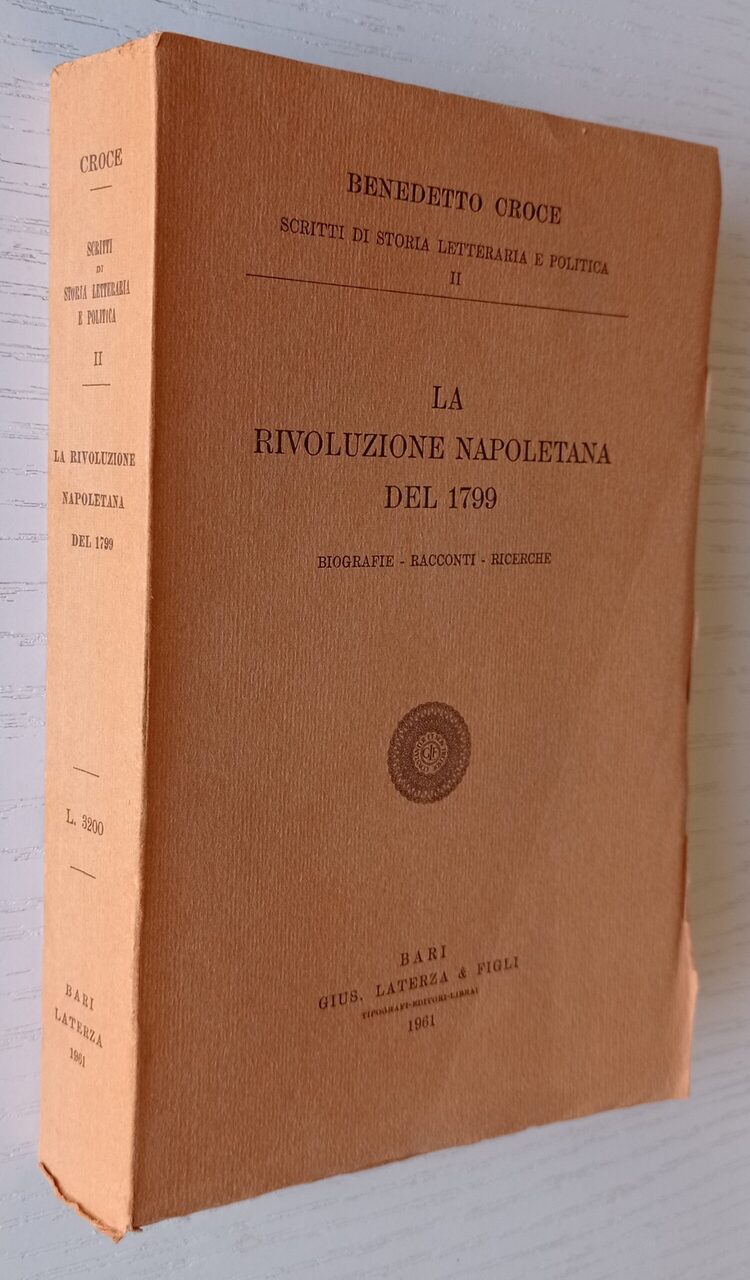 CROCE
SCRITTI
DI
STORIA LETTERARIA
E POLITICA
II
LA RIVOLUZIONE
NAPOLETANA
DEL 1799
L. 3200
BARI
LATERZA
1961
BENEDETTO CROCE
SCRITTI DI STORIA LETTERARIA E POLITICA
II
LA
RIVOLUZIONE NAPOLETANA
DEL 1799
BIOGRAFIE - RACCONTI - RICERCHE
BARI
GIUS. LATERZA & FIGLI
TIPOGRAFI-EDITORI-LIBRAI
1961